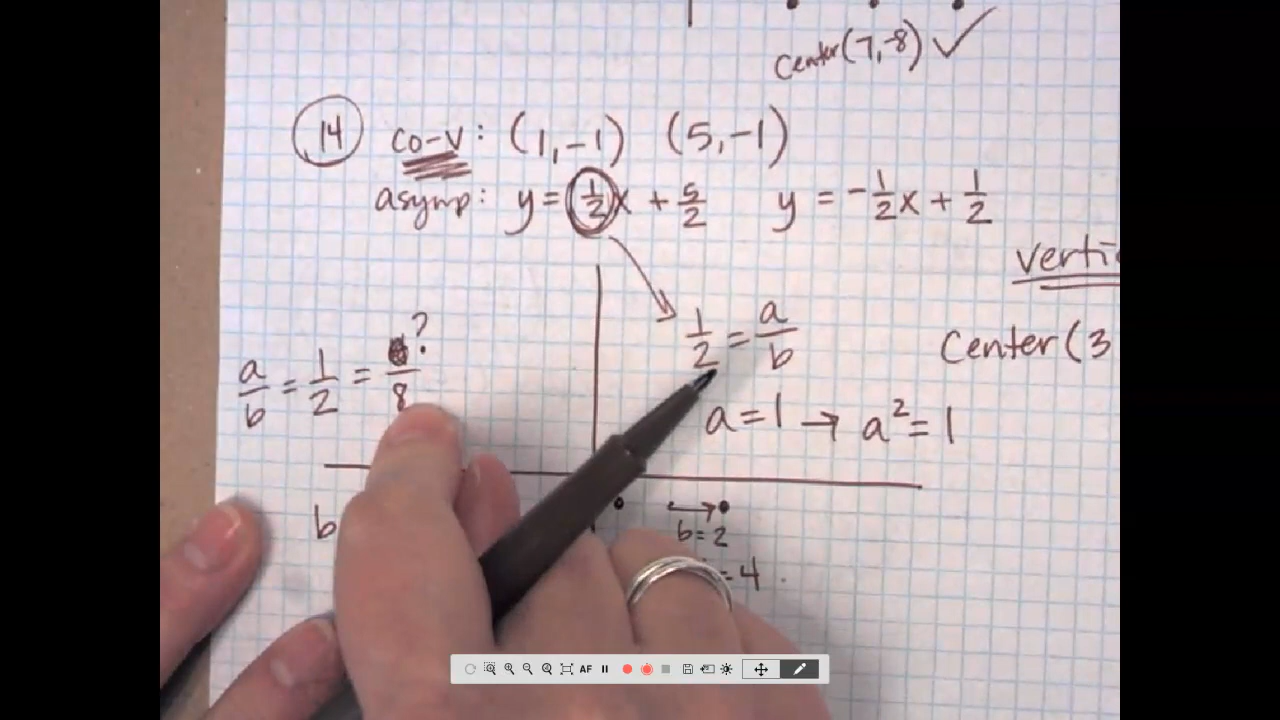 Center (7,-8) ✓
14 Co-V: (1,-1) (5,-1)
asymp: y = 1/2 x + 5/2 y = -1/2 x + 1/2
Center (3
1/2 = a/b
a/b = 1/2 = ?/8
a = 1 → a² = 1
b
b = 2
= 4
AF